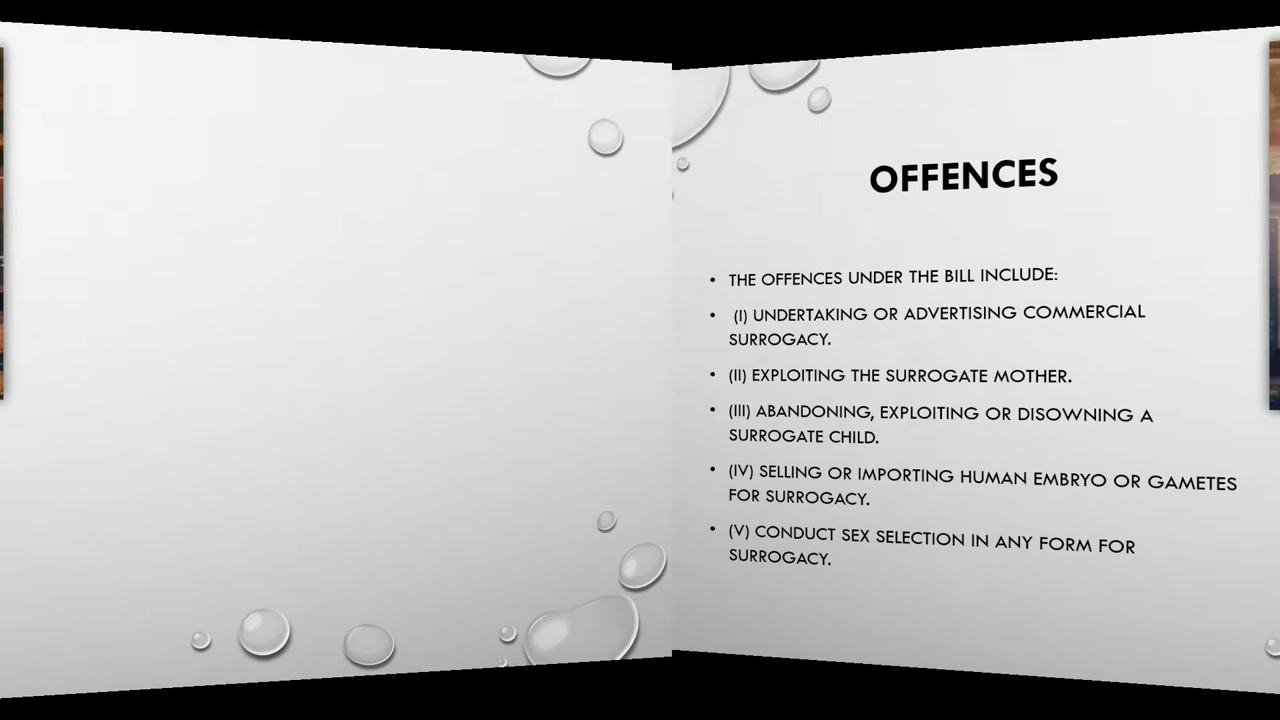 OFFENCES
• THE OFFENCES UNDER THE BILL INCLUDE:
• (I) UNDERTAKING OR ADVERTISING COMMERCIAL
SURROGACY.
• (II) EXPLOITING THE SURROGATE MOTHER.
• (III) ABANDONING, EXPLOITING OR DISOWNING A
SURROGATE CHILD.
• (IV) SELLING OR IMPORTING HUMAN EMBRYO OR GAMETES
FOR SURROGACY.
• (V) CONDUCT SEX SELECTION IN ANY FORM FOR
SURROGACY.